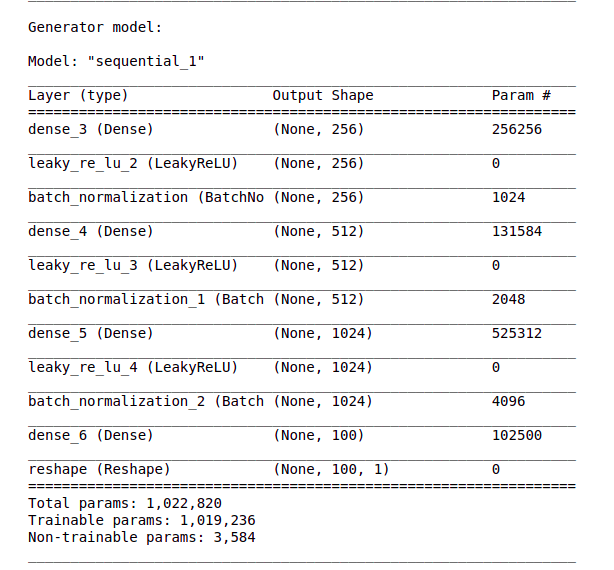 Generator model:
Model: "sequential_1"
Layer (type) Output Shape Param #
dense_3 (Dense) (None, 256) 256256
leaky_re_lu_2 (LeakyReLU) (None, 256) 0
batch_normalization (BatchNo (None, 256) 1024
dense_4 (Dense) (None, 512) 131584
leaky_re_lu_3 (LeakyReLU) (None, 512) 0
batch_normalization_1 (Batch (None, 512) 2048
dense_5 (Dense) (None, 1024) 525312
leaky_re_lu_4 (LeakyReLU) (None, 1024) 0
batch_normalization_2 (Batch (None, 1024) 4096
dense_6 (Dense) (None, 100) 102500
reshape (Reshape) (None, 100, 1) 0
Total params: 1,022,820
Trainable params: 1,019,236
Non-trainable params: 3,584